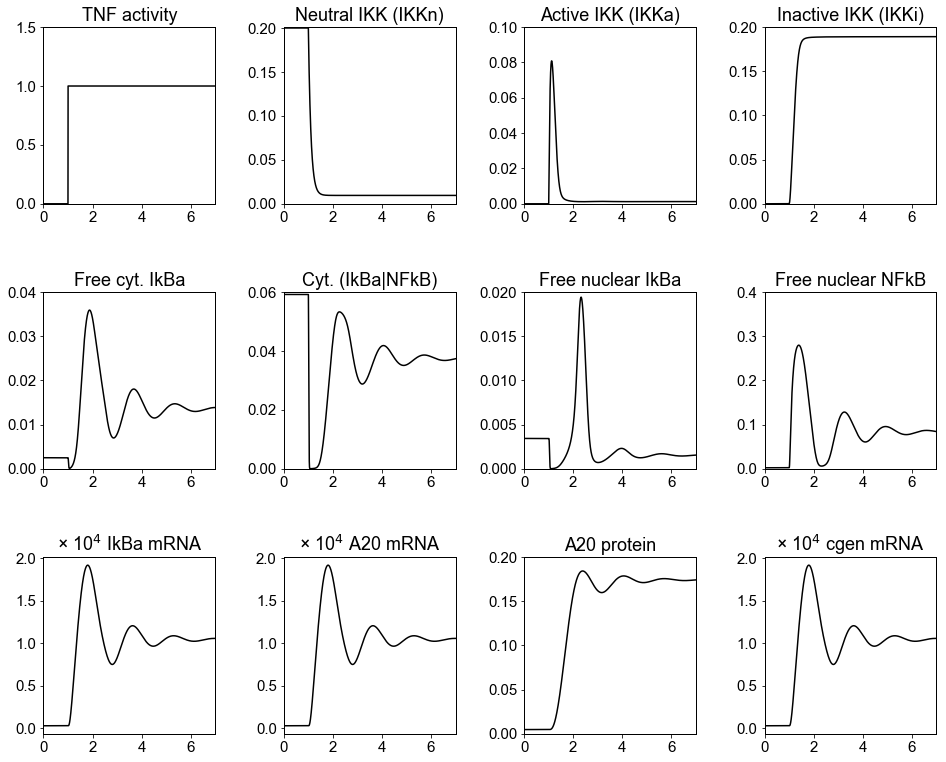 TNF activity
1.5
1.0
0.5
0.0
0 2 4 6
Neutral IKK (IKKn)
0.20
0.15
0.10
0.05
0.00
0 2 4 6
Active IKK (IKKa)
0.10
0.08
0.06
0.04
0.02
0.00
0 2 4 6
Inactive IKK (IKKi)
0.20
0.15
0.10
0.05
0.00
0 2 4 6
Free cyt. IkBa
0.04
0.03
0.02
0.01
0.00
0 2 4 6
Cyt. (IkBa|NFkB)
0.06
0.04
0.02
0.00
0 2 4 6
Free nuclear IkBa
0.020
0.015
0.010
0.005
0.000
0 2 4 6
Free nuclear NFkB
0.4
0.3
0.2
0.1
0.0
0 2 4 6
× 10⁴ IkBa mRNA
2.0
1.5
1.0
0.5
0.0
0 2 4 6
× 10⁴ A20 mRNA
2.0
1.5
1.0
0.5
0.0
0 2 4 6
A20 protein
0.20
0.15
0.10
0.05
0.00
0 2 4 6
× 10⁴ cgen mRNA
2.0
1.5
1.0
0.5
0.0
0 2 4 6